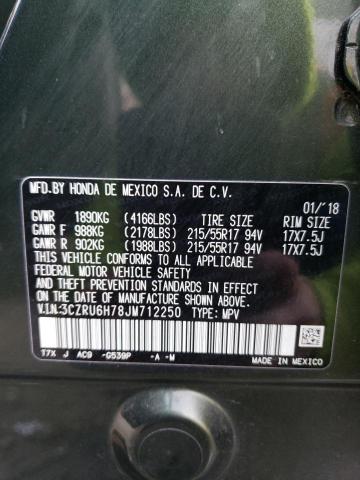 MFD.BY HONDA DE MEXICO S.A. DE C.V. 01/'18
GVWR 1890KG (4166LBS) TIRE SIZE RIM SIZE
GAWR F 988KG (2178LBS) 215/55R17 94V 17X7.5J
GAWR R 902KG (1988LBS) 215/55R17 94V 17X7.5J
THIS VEHICLE CONFORMS TO ALL APPLICABLE
FEDERAL MOTOR VEHICLE SAFETY AND THEFT PREVENTION
STANDARDS IN EFFECT ON THE DATE OF MANUFACTURE SHOWN ABOVE.
V.I.N:3CZRU6H78JM712250 TYPE: MPV
T7X J AC9 -G539P -A -M MADE IN MEXICO